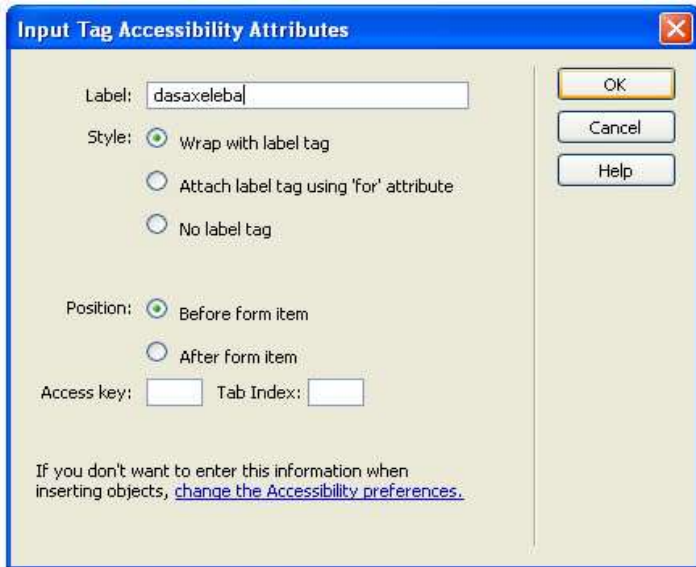 Input Tag Accessibility Attributes
Label: dasaxeleba
OK
Style: Wrap with label tag
Cancel
Attach label tag using 'for' attribute
Help
No label tag
Position: Before form item
After form item
Access key: Tab Index:
If you don't want to enter this information when
inserting objects, change the Accessibility preferences.